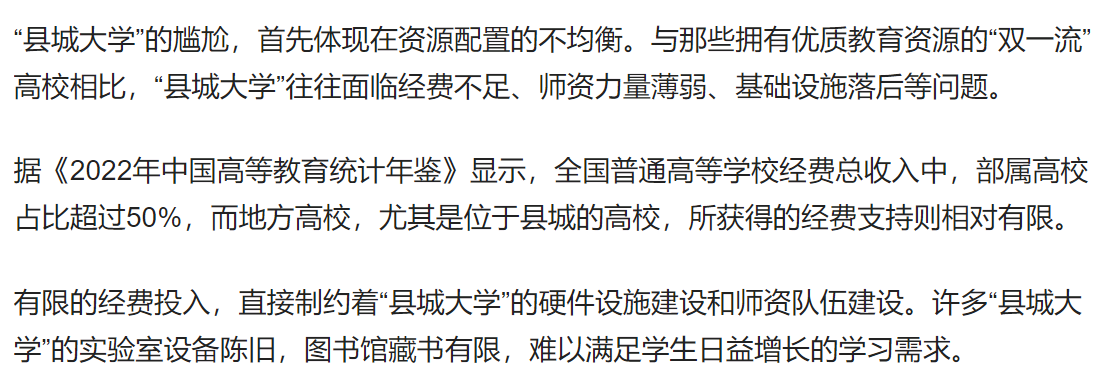 “县城大学”的尴尬，首先体现在资源配置的不均衡。与那些拥有优质教育资源的“双一流”
高校相比，“县城大学”往往面临经费不足、师资力量薄弱、基础设施落后等问题。
据《2022年中国高等教育统计年鉴》显示，全国普通高等学校经费总收入中，部属高校
占比超过50%，而地方高校，尤其是位于县城的高校，所获得的经费支持则相对有限。
有限的经费投入，直接制约着“县城大学”的硬件设施建设和师资队伍建设。许多“县城大
学”的实验室设备陈旧，图书馆藏书有限，难以满足学生日益增长的学习需求。